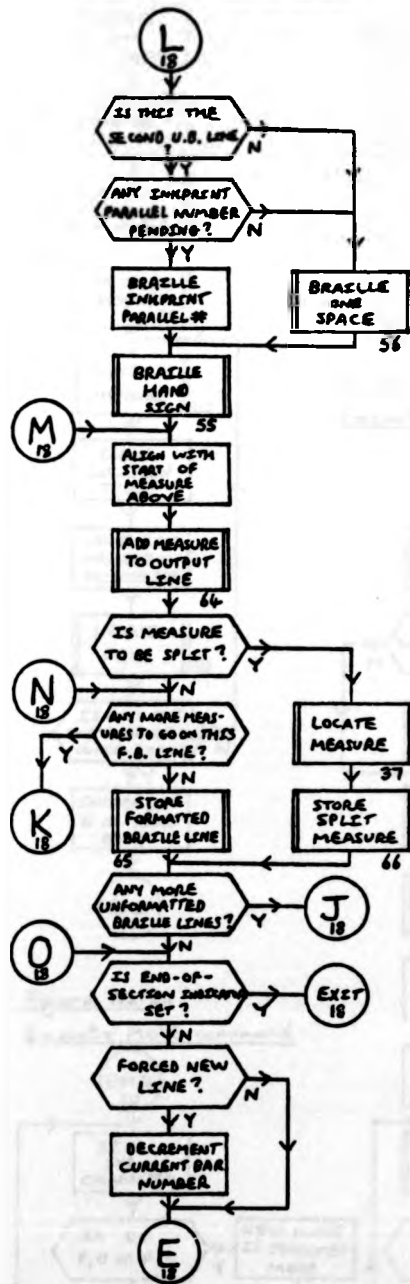 L
18
IS THIS THE
SECOND U.B. LINE
?
N
Y
ANY INKPRINT
PARALLEL NUMBER
PENDING?
N
Y
BRAILLE
INKPRINT
PARALLEL #
BRAILLE
ONE
SPACE
56
BRAILLE
HAND
SIGN
55
M
18
ALIGN WITH
START OF
MEASURE
ABOVE
ADD MEASURE
TO OUTPUT
LINE
64
IS MEASURE
TO BE SPLIT?
Y
N
N
18
ANY MORE MEAS-
URES TO GO ON THIS
F.B. LINE?
Y
N
K
18
LOCATE
MEASURE
37
STORE
FORMATTED
BRAILLE LINE
65
STORE
SPLIT
MEASURE
66
ANY MORE
UNFORMATTED
BRAILLE LINES?
Y
J
18
N
O
18
IS END-OF-
SECTION INDICATOR
SET?
Y
EXIT
18
N
FORCED NEW
LINE?
N
Y
DECREMENT
CURRENT BAR
NUMBER
E
18